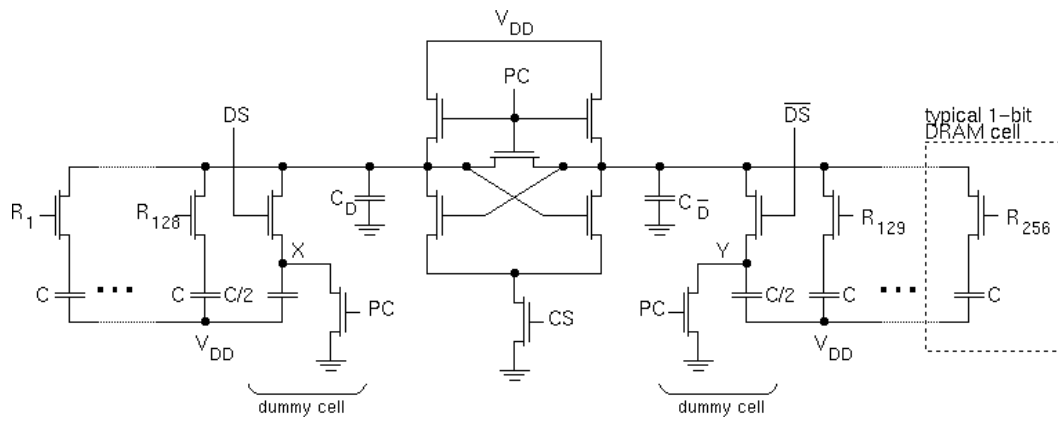 V_DD
PC
DS
D̅S̅
typical 1-bit
DRAM cell
R_1
R_128
C_D
C_D̅
R_129
R_256
X
Y
C
C
C/2
PC
CS
PC
C/2
C
C
V_DD
V_DD
dummy cell
dummy cell